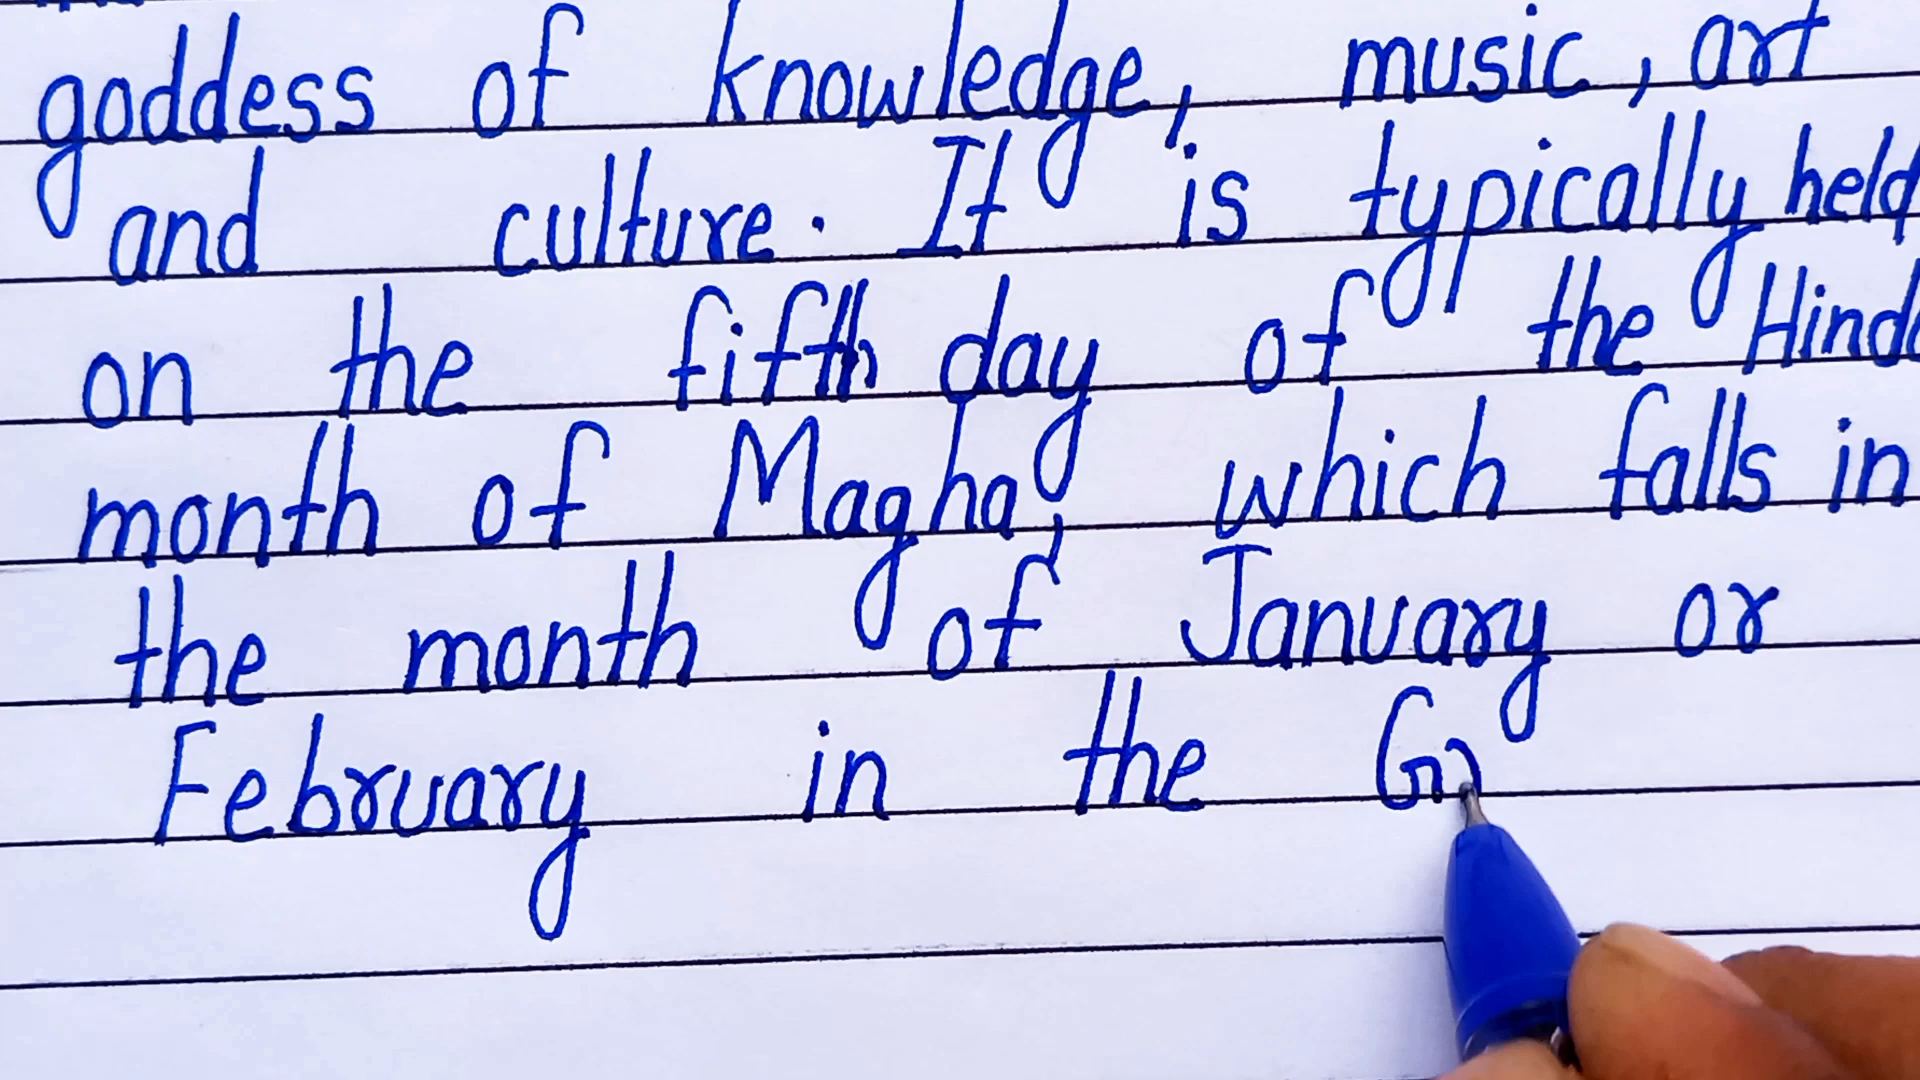 goddess of knowledge, music, art
and culture. It is typically held
on the fifth day of the
month of Magha, which falls in
the month of January or
February in the